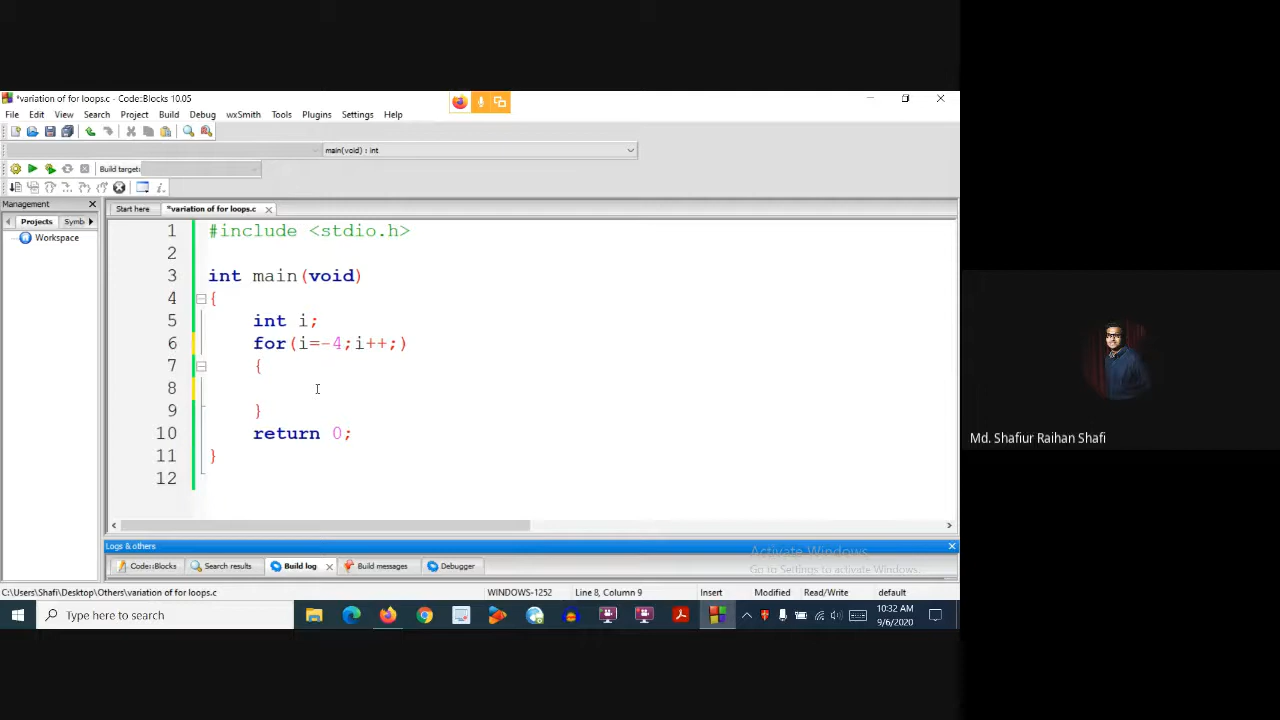 *variation of for loops.c - Code::Blocks 10.05
File Edit View Search Project Build Debug wxSmith Tools Plugins Settings Help
main(void) : int
Build target:
Management
Projects Symb
Workspace
Start here *variation of for loops.c
1 #include <stdio.h>
2
3 int main(void)
4 {
5 int i;
6 for(i=-4;i++;)
7 {
8
9 }
10 return 0;
11 }
12
Md. Shafiur Raihan Shafi
Logs & others
Code::Blocks Search results Build log Build messages Debugger
Activate Windows
Go to Settings to activate Windows.
C:\Users\Shafi\Desktop\Others\variation of for loops.c WINDOWS-1252 Line 8, Column 9 Insert Modified Read/Write default
Type here to search
10:32 AM
9/6/2020